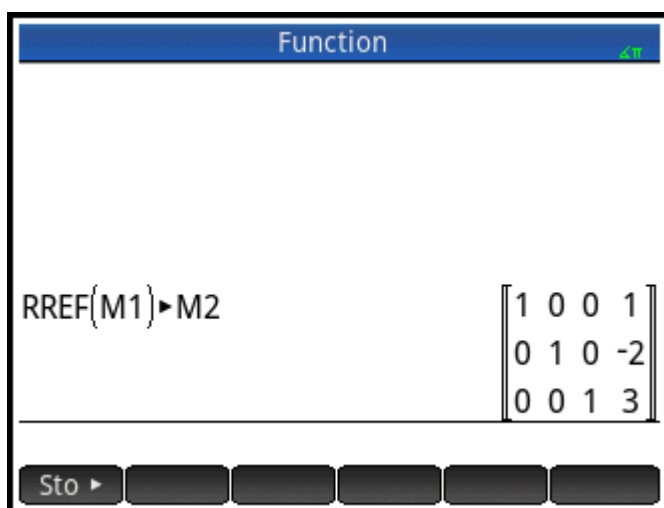 Function
∡π
RREF(M1)►M2
1 0 0 1
0 1 0 -2
0 0 1 3
Sto ►